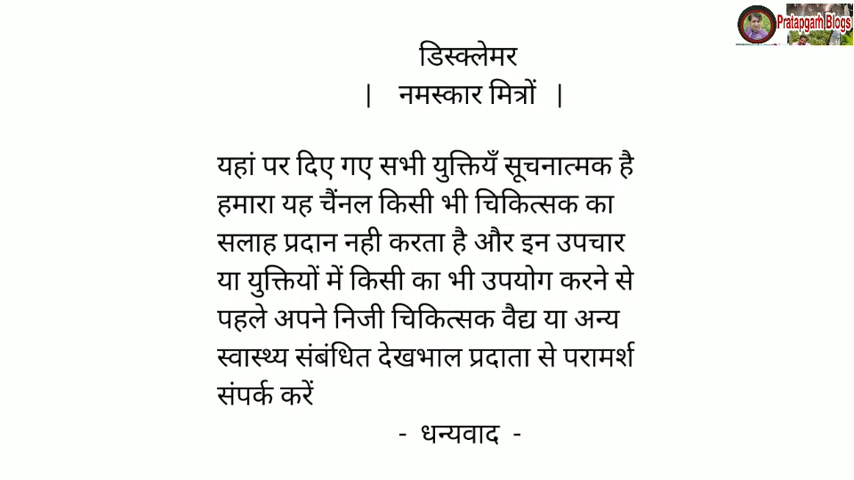 Pratapgarh Blogs
डिस्क्लेमर
| नमस्कार मित्रों |
यहां पर दिए गए सभी युक्तियँ सूचनात्मक है
हमारा यह चैंनल किसी भी चिकित्सक का
सलाह प्रदान नही करता है और इन उपचार
या युक्तियों में किसी का भी उपयोग करने से
पहले अपने निजी चिकित्सक वैद्य या अन्य
स्वास्थ्य संबंधित देखभाल प्रदाता से परामर्श
संपर्क करें
- धन्यवाद -